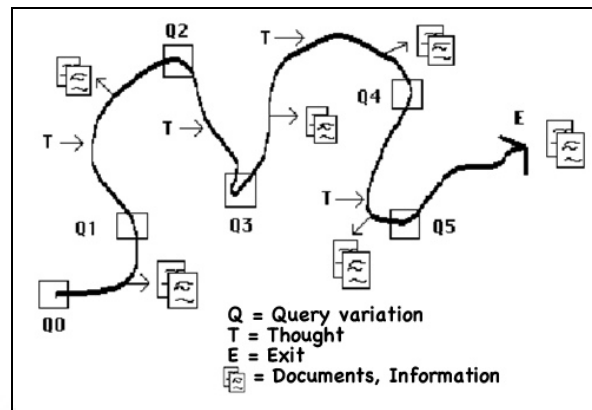 Q2
T
T
Q4
E
T
T
Q3
Q1
T
Q5
Q0
Q = Query variation
T = Thought
E = Exit
= Documents, Information